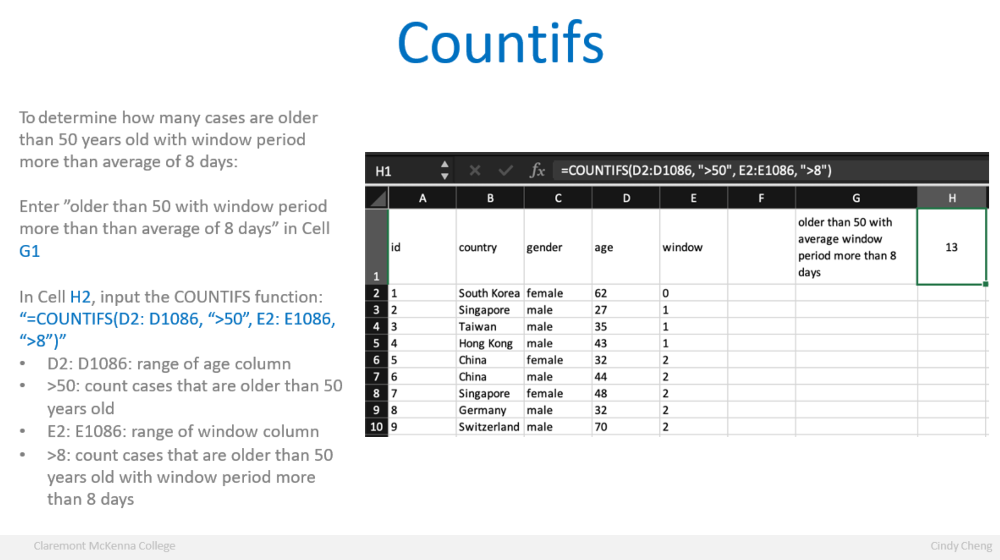 Countifs
To determine how many cases are older
than 50 years old with window period
more than average of 8 days:
Enter ”older than 50 with window period
more than than average of 8 days” in Cell
G1
In Cell H2, input the COUNTIFS function:
“=COUNTIFS(D2: D1086, “>50”, E2: E1086,
“>8”)”
• D2: D1086: range of age column
• >50: count cases that are older than 50
years old
• E2: E1086: range of window column
• >8: count cases that are older than 50
years old with window period more
than 8 days
H1 fx =COUNTIFS(D2:D1086, ">50", E2:E1086, ">8")
A B C D E F G H
1 id country gender age window older than 50 with
average window
period more than 8
days 13
2 1 South Korea female 62 0
3 2 Singapore male 27 1
4 3 Taiwan male 35 1
5 4 Hong Kong male 43 1
6 5 China female 32 2
7 6 China male 44 2
8 7 Singapore female 48 2
9 8 Germany male 32 2
10 9 Switzerland male 70 2
Claremont McKenna College
Cindy Cheng